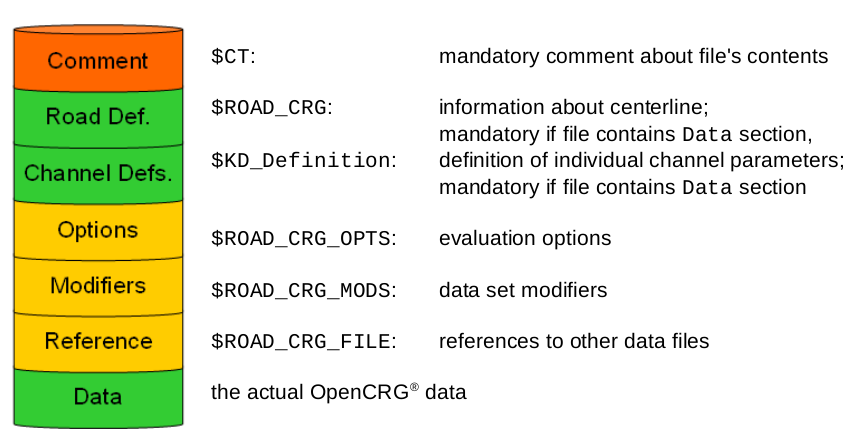 Comment $CT: mandatory comment about file's contents
Road Def. $ROAD_CRG: information about centerline;
mandatory if file contains Data section,
Channel Defs. $KD_Definition: definition of individual channel parameters;
mandatory if file contains Data section
Options $ROAD_CRG_OPTS: evaluation options
Modifiers $ROAD_CRG_MODS: data set modifiers
Reference $ROAD_CRG_FILE: references to other data files
Data the actual OpenCRG® data